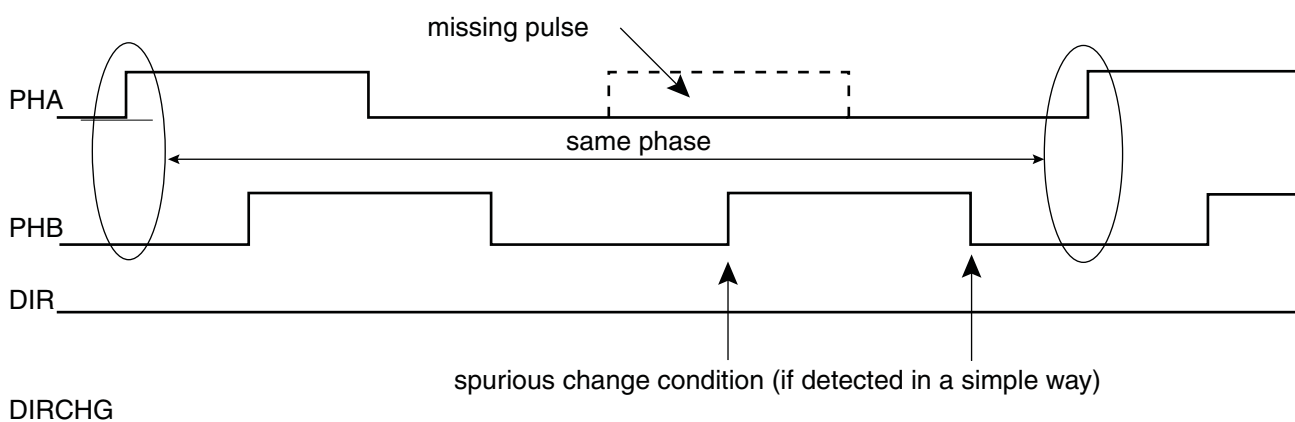 missing pulse
PHA
same phase
PHB
DIR
spurious change condition (if detected in a simple way)
DIRCHG